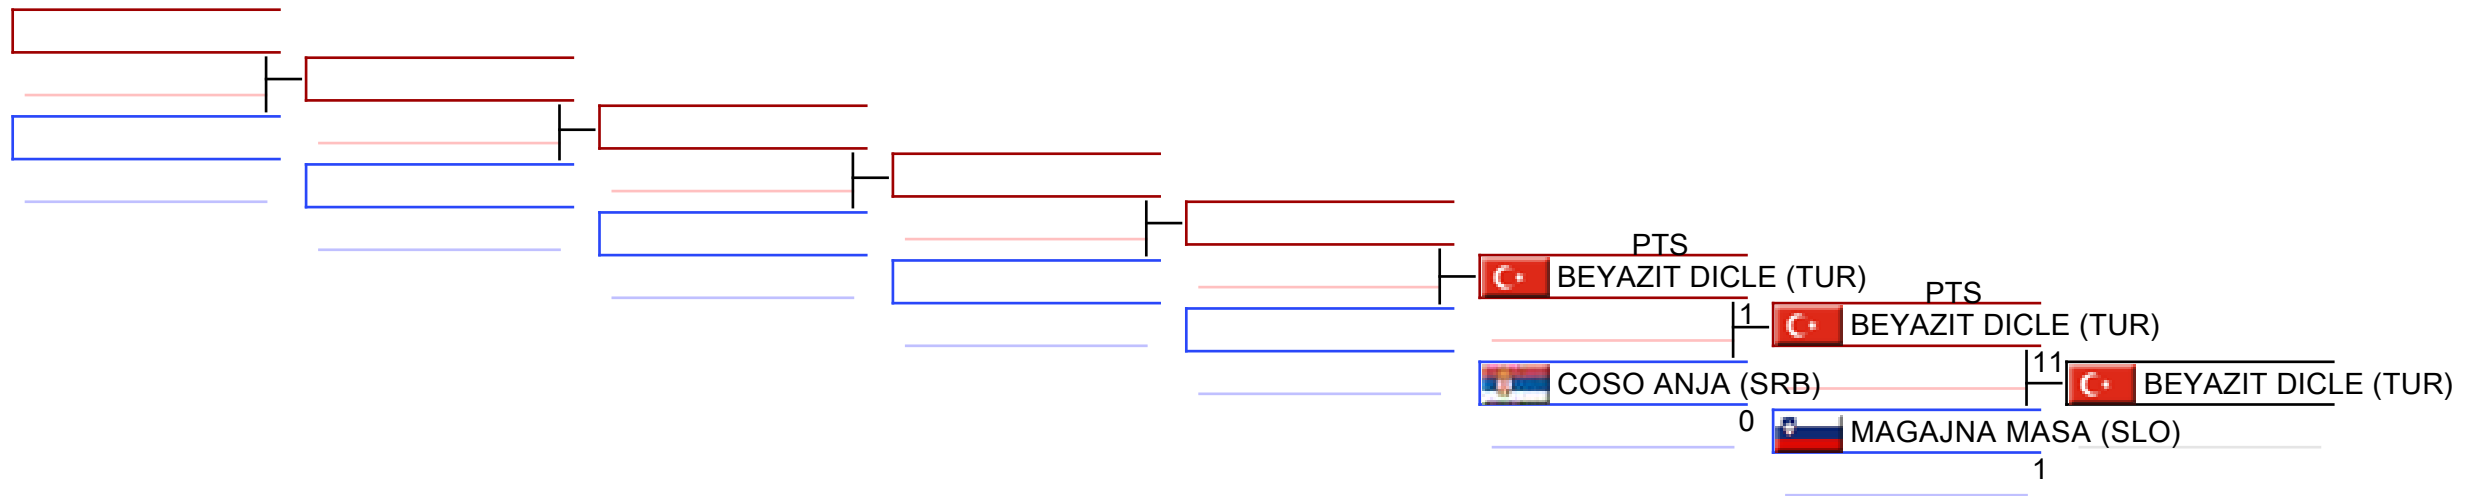 PTS
BEYAZIT DICLE (TUR)
1
COSO ANJA (SRB)
0
PTS
BEYAZIT DICLE (TUR)
11
MAGAJNA MASA (SLO)
1
BEYAZIT DICLE (TUR)